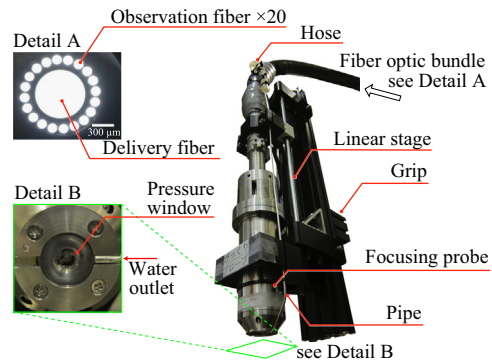 Observation fiber ×20
Detail A
Hose
Fiber optic bundle
see Detail A
300 μm
Delivery fiber
Linear stage
Grip
Detail B
Pressure
window
Water
outlet
Focusing probe
Pipe
see Detail B